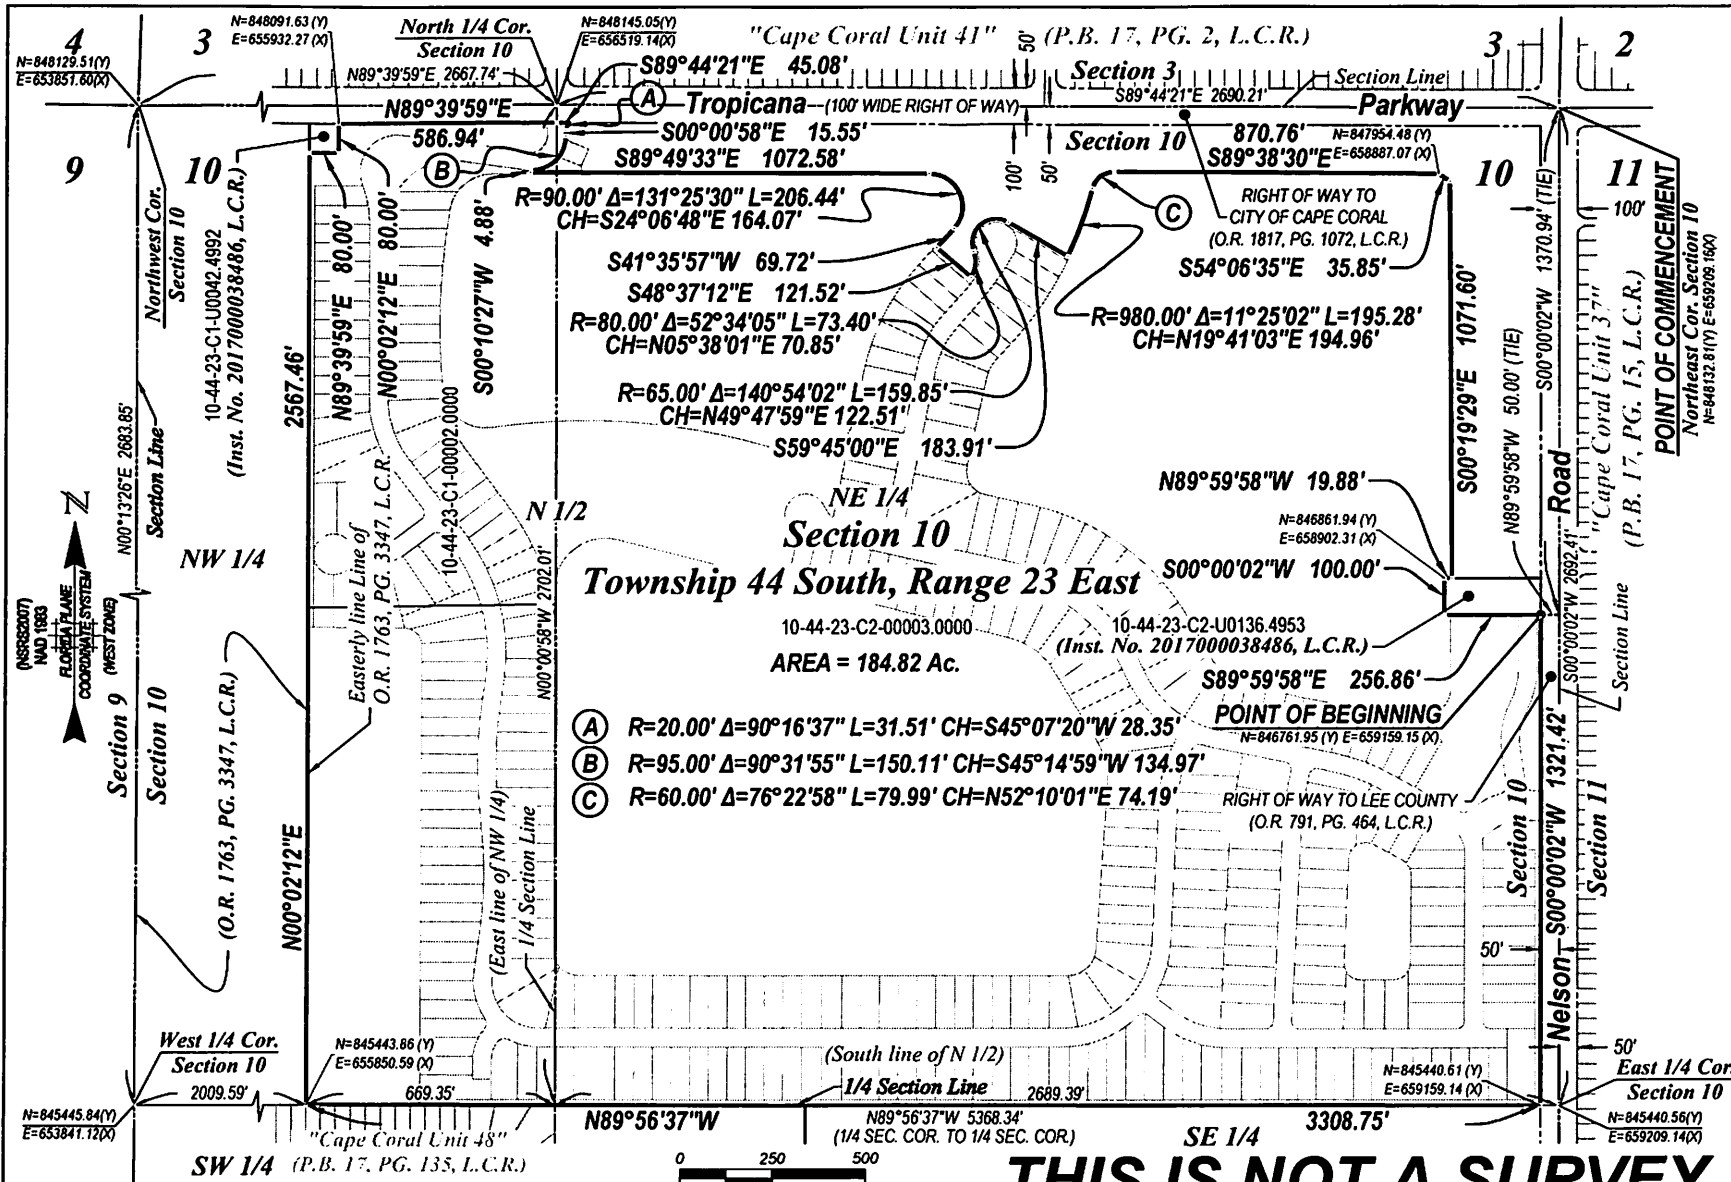 N=848091.63 (Y)
E=655932.27 (X)
North 1/4 Cor.
Section 10
N=848145.05(Y)
E=656519.14(X)
"Cape Coral Unit 41" (P.B. 17, PG. 2, L.C.R.)
4
3
3
2
N=848129.51(Y)
E=653851.60(X)
N89°39'59"E 2667.74'
S89°44'21"E 45.08'
50'
100'
Section 3
S89°44'21"E 2690.21'
Section Line
N89°39'59"E
A
Tropicana
(100' WIDE RIGHT OF WAY)
Parkway
586.94'
S00°00'58"E 15.55'
Section 10
870.76'
N=847954.48 (Y)
E=658887.07 (X)
9
10
B
S89°49'33"E 1072.58'
100'
50'
S89°38'30"E
10
11
R=90.00' Δ=131°25'30" L=206.44'
CH=S24°06'48"E 164.07'
C
RIGHT OF WAY TO
CITY OF CAPE CORAL
(O.R. 1817, PG. 1072, L.C.R.)
100'
Northwest Cor.
Section 10
10-44-23-C1-U0042.4992
(Inst. No. 2017000038486, L.C.R.)
N89°39'59"E 80.00'
N00°02'12"E 80.00'
S00°10'27"W 4.88'
S41°35'57"W 69.72'
S48°37'12"E 121.52'
S54°06'35"E 35.85'
R=80.00' Δ=52°34'05" L=73.40'
CH=N05°38'01"E 70.85'
R=980.00' Δ=11°25'02" L=195.28'
CH=N19°41'03"E 194.96'
S00°19'29"E 1071.60'
N89°59'58"W 50.00' (TIE)
S00°00'02"W 1370.94' (TIE)
"Cape Coral Unit 37"
(P.B. 17, PG. 15, L.C.R.)
POINT OF COMMENCEMENT
Northeast Cor. Section 10
N=848132.81(Y) E=659209.16(X)
2567.46'
R=65.00' Δ=140°54'02" L=159.85'
CH=N49°47'59"E 122.51'
S59°45'00"E 183.91'
N00°13'26"E 2683.85'
Section Line
10-44-23-C1-00002.0000
N89°59'58"W 19.88'
N=846861.94 (Y)
E=658902.31 (X)
Road
S00°00'02"W 2692.41'
Section Line
NW 1/4
N 1/2
NE 1/4
Section 10
Township 44 South, Range 23 East
S00°00'02"W 100.00'
Z
(NSRS2007)
NAD 1983
FLORIDA PLANE
COORDINATE SYSTEM
(WEST ZONE)
Easterly line Line of
O.R. 1763, PG. 3347, L.C.R.
N00°00'58"W 2702.01'
10-44-23-C2-00003.0000
AREA = 184.82 Ac.
10-44-23-C2-U0136.4953
(Inst. No. 2017000038486, L.C.R.)
S89°59'58"E 256.86'
POINT OF BEGINNING
N=846761.95 (Y) E=659159.15 (X)
Section 9
Section 10
(O.R. 1763, PG. 3347, L.C.R.)
A R=20.00' Δ=90°16'37" L=31.51' CH=S45°07'20"W 28.35'
B R=95.00' Δ=90°31'55" L=150.11' CH=S45°14'59"W 134.97'
C R=60.00' Δ=76°22'58" L=79.99' CH=N52°10'01"E 74.19'
RIGHT OF WAY TO LEE COUNTY
(O.R. 791, PG. 464, L.C.R.)
N00°02'12"E
(East line of NW 1/4)
1/4 Section Line
Section 10
S00°00'02"W 1321.42'
Section 11
50'
Nelson
50'
West 1/4 Cor.
Section 10
N=845443.86 (Y)
E=655850.59 (X)
(South line of N 1/2)
1/4 Section Line
N=845440.61 (Y)
E=659159.14 (X)
East 1/4 Cor.
Section 10
2009.59'
669.35'
2689.39'
N=845445.84(Y)
E=653841.12(X)
N89°56'37"W
N89°56'37"W 5368.34'
(1/4 SEC. COR. TO 1/4 SEC. COR.)
3308.75'
N=845440.56(Y)
E=659209.14(X)
"Cape Coral Unit 48"
(P.B. 17, PG. 135, L.C.R.)
SW 1/4
SE 1/4
0 250 500
THIS IS NOT A SURVEY